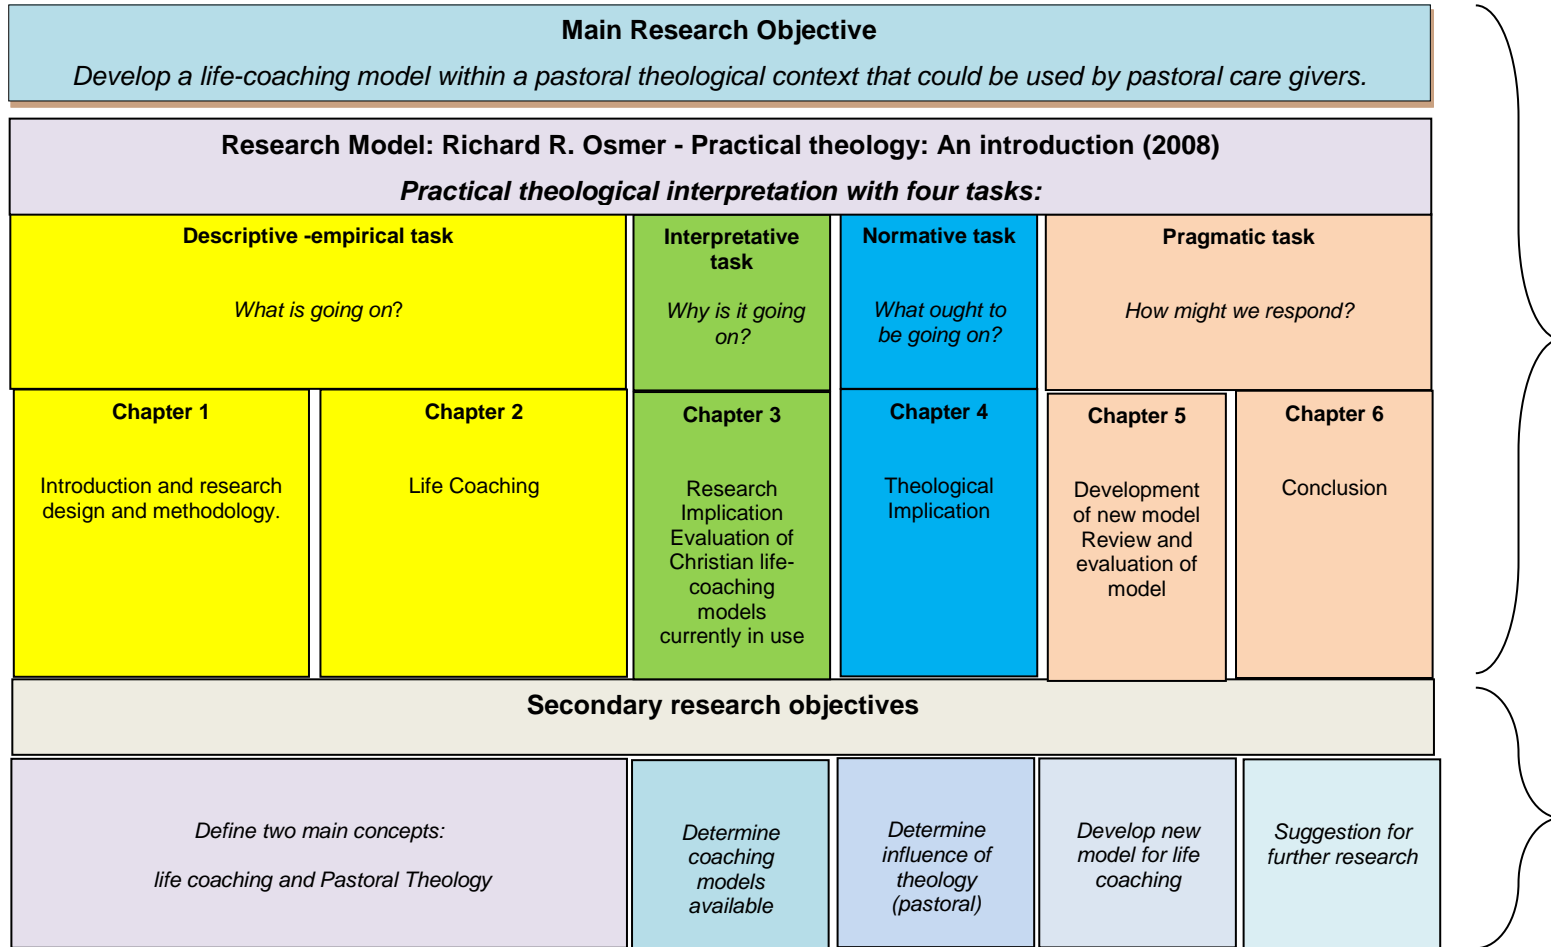 Main Research Objective
Develop a life-coaching model within a pastoral theological context that could be used by pastoral care givers.
Research Model: Richard R. Osmer - Practical theology: An introduction (2008)
Practical theological interpretation with four tasks:
Descriptive -empirical task
What is going on?
Interpretative
task
Why is it going
on?
Normative task
What ought to
be going on?
Pragmatic task
How might we respond?
Chapter 1
Introduction and research
design and methodology.
Chapter 2
Life Coaching
Chapter 3
Research
Implication
Evaluation of
Christian life-
coaching
models
currently in use
Chapter 4
Theological
Implication
Chapter 5
Development
of new model
Review and
evaluation of
model
Chapter 6
Conclusion
Secondary research objectives
Define two main concepts:
life coaching and Pastoral Theology
Determine
coaching
models
available
Determine
influence of
theology
(pastoral)
Develop new
model for life
coaching
Suggestion for
further research